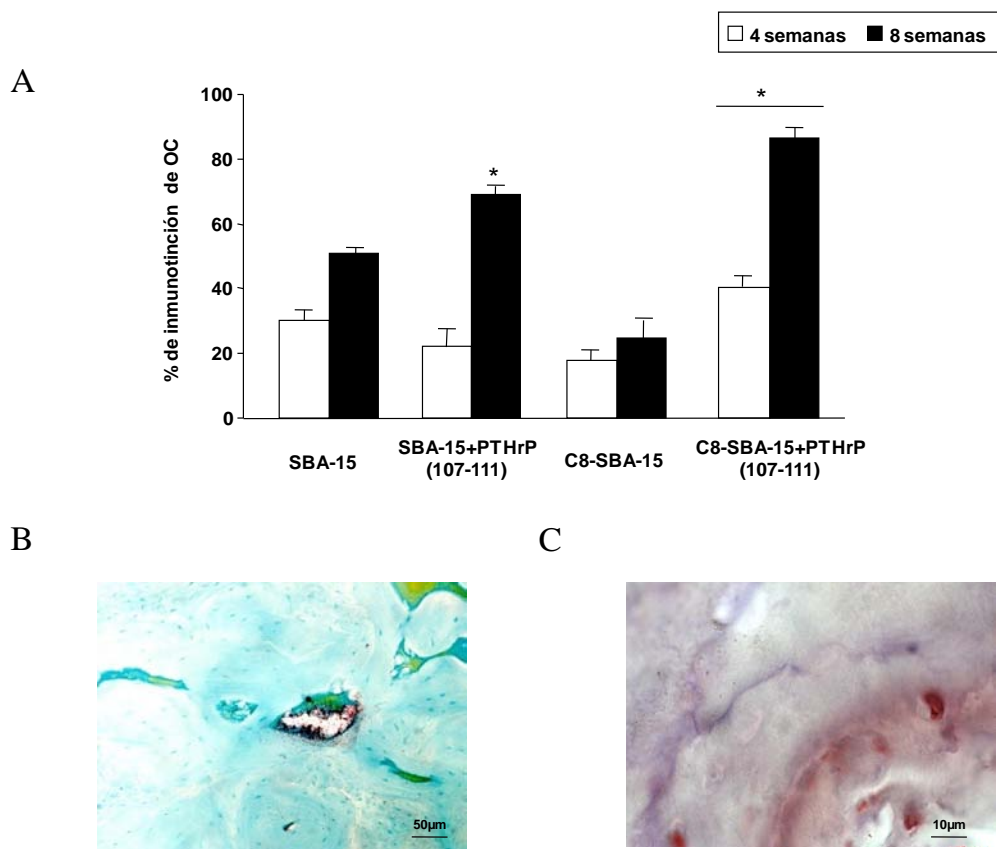 4 semanas 8 semanas
A
% de inmunotinción de OC
100
80
60
40
20
0
*
*
SBA-15
SBA-15+PTHrP
(107-111)
C8-SBA-15
C8-SBA-15+PTHrP
(107-111)
B
C
50µm
10µm